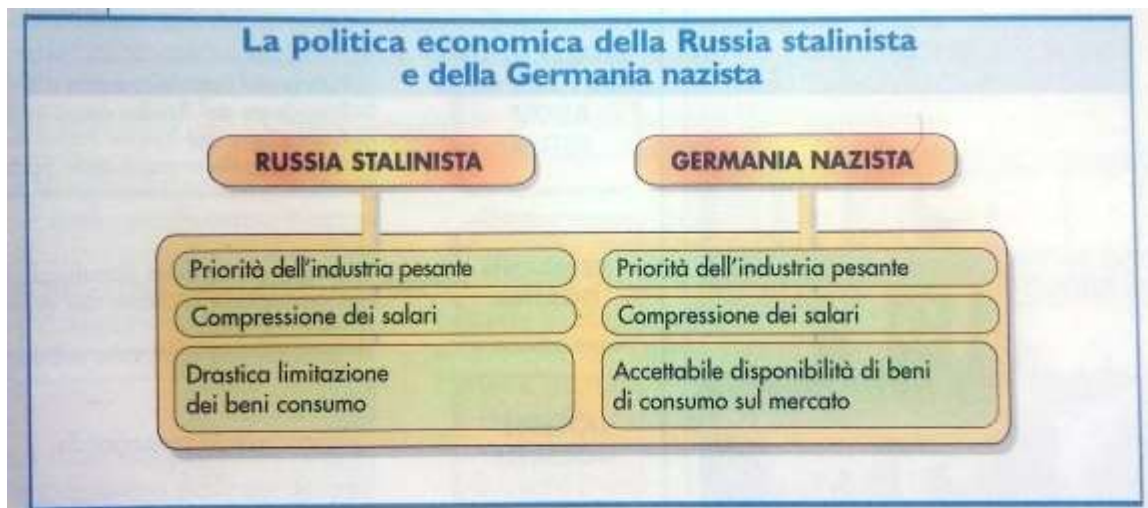 La politica economica della Russia stalinista
e della Germania nazista
RUSSIA STALINISTA
GERMANIA NAZISTA
Priorità dell'industria pesante
Compressione dei salari
Drastica limitazione
dei beni consumo
Priorità dell'industria pesante
Compressione dei salari
Accettabile disponibilità di beni
di consumo sul mercato